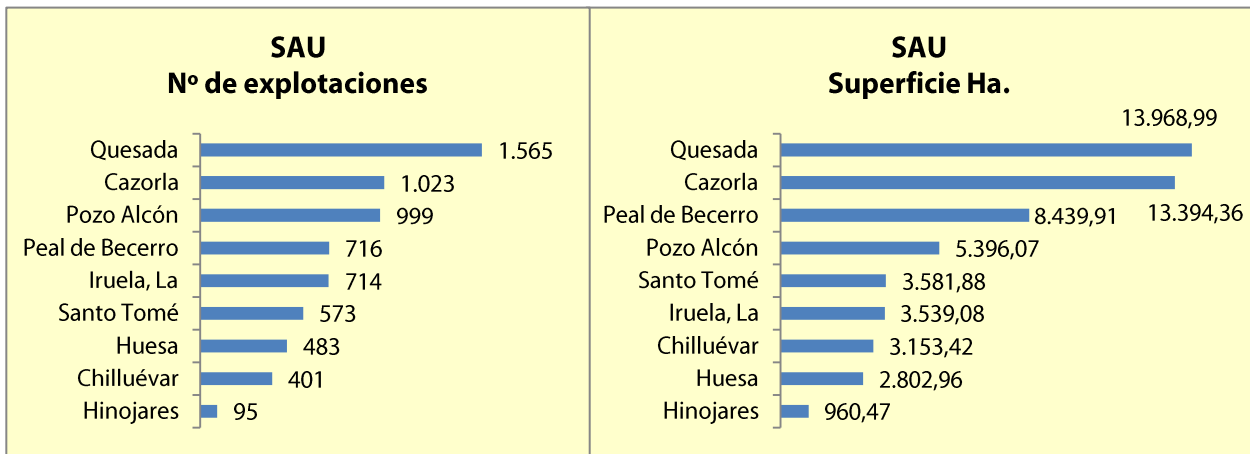 SAU
Nº de explotaciones
Quesada 1.565
Cazorla 1.023
Pozo Alcón 999
Peal de Becerro 716
Iruela, La 714
Santo Tomé 573
Huesa 483
Chilluévar 401
Hinojares 95
SAU
Superficie Ha.
13.968,99
Quesada
Cazorla
13.394,36
Peal de Becerro 8.439,91
Pozo Alcón 5.396,07
Santo Tomé 3.581,88
Iruela, La 3.539,08
Chilluévar 3.153,42
Huesa 2.802,96
Hinojares 960,47